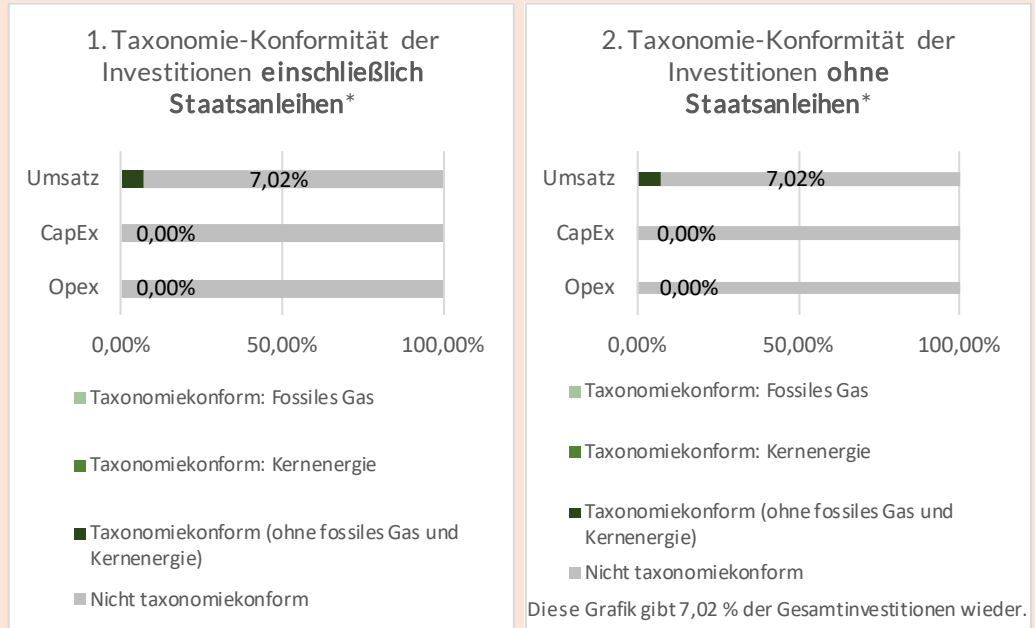 1. Taxonomie-Konformität der
Investitionen einschließlich
Staatsanleihen*
Umsatz
7,02%
CapEx
0,00%
Opex
0,00%
0,00%
50,00%
100,00%
Taxonomiekonform: Fossiles Gas
Taxonomiekonform: Kernenergie
Taxonomiekonform (ohne fossiles Gas und
Kernenergie)
Nicht taxonomiekonform
2. Taxonomie-Konformität der
Investitionen ohne
Staatsanleihen*
Umsatz
7,02%
CapEx
0,00%
Opex
0,00%
0,00%
50,00%
100,00%
Taxonomiekonform: Fossiles Gas
Taxonomiekonform: Kernenergie
Taxonomiekonform (ohne fossiles Gas und
Kernenergie)
Nicht taxonomiekonform
Diese Grafik gibt 7,02 % der Gesamtinvestitionen wieder.